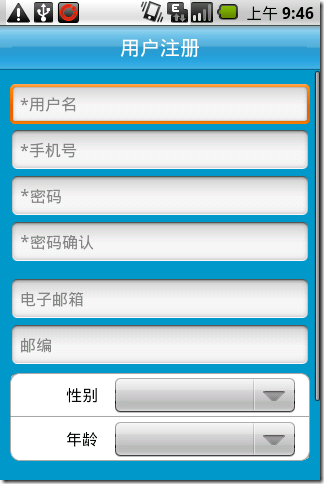 上午 9:46
用户注册
*用户名
*手机号
*密码
*密码确认
电子邮箱
邮编
性别
年龄